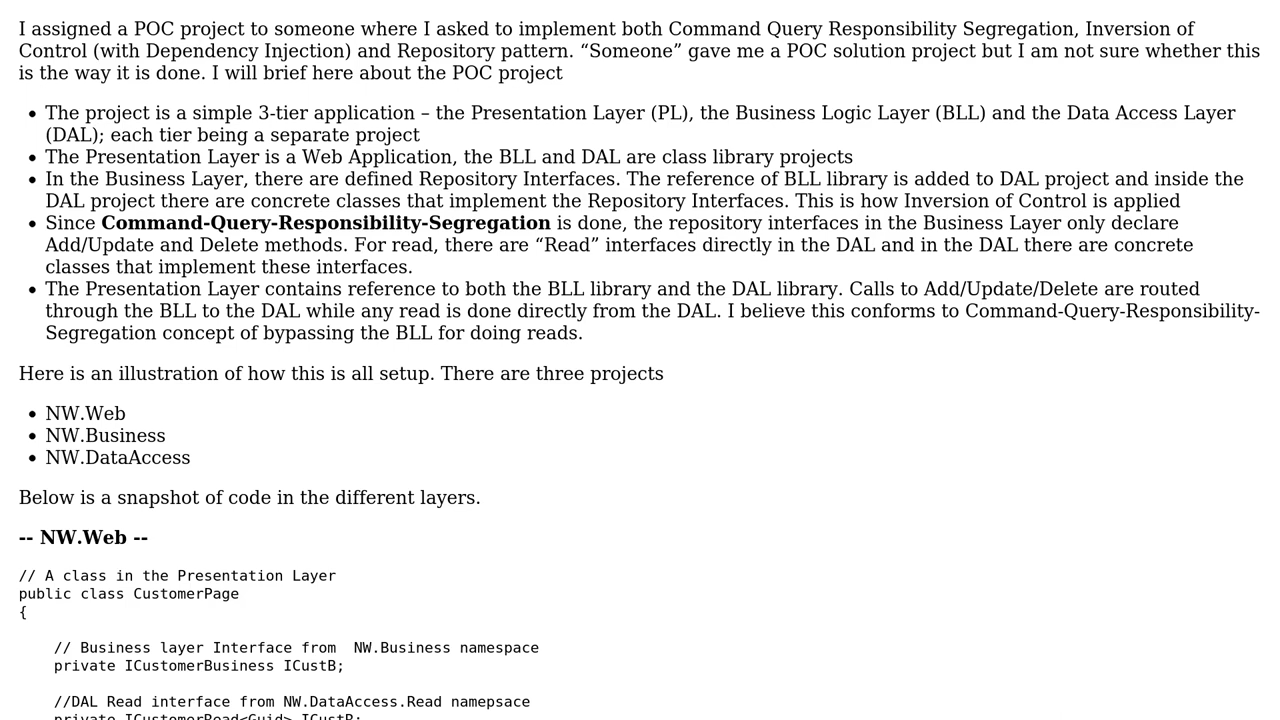 I assigned a POC project to someone where I asked to implement both Command Query Responsibility Segregation, Inversion of
Control (with Dependency Injection) and Repository pattern. “Someone” gave me a POC solution project but I am not sure whether this
is the way it is done. I will brief here about the POC project
• The project is a simple 3-tier application – the Presentation Layer (PL), the Business Logic Layer (BLL) and the Data Access Layer
(DAL); each tier being a separate project
• The Presentation Layer is a Web Application, the BLL and DAL are class library projects
• In the Business Layer, there are defined Repository Interfaces. The reference of BLL library is added to DAL project and inside the
DAL project there are concrete classes that implement the Repository Interfaces. This is how Inversion of Control is applied
• Since Command-Query-Responsibility-Segregation is done, the repository interfaces in the Business Layer only declare
Add/Update and Delete methods. For read, there are “Read” interfaces directly in the DAL and in the DAL there are concrete
classes that implement these interfaces.
• The Presentation Layer contains reference to both the BLL library and the DAL library. Calls to Add/Update/Delete are routed
through the BLL to the DAL while any read is done directly from the DAL. I believe this conforms to Command-Query-Responsibility-
Segregation concept of bypassing the BLL for doing reads.
Here is an illustration of how this is all setup. There are three projects
• NW.Web
• NW.Business
• NW.DataAccess
Below is a snapshot of code in the different layers.
-- NW.Web --
// A class in the Presentation Layer
public class CustomerPage
{
// Business layer Interface from  NW.Business namespace
private ICustomerBusiness ICustB;
//DAL Read interface from NW.DataAccess.Read namepsace
private ICustomerRead<Guid> ICustR;